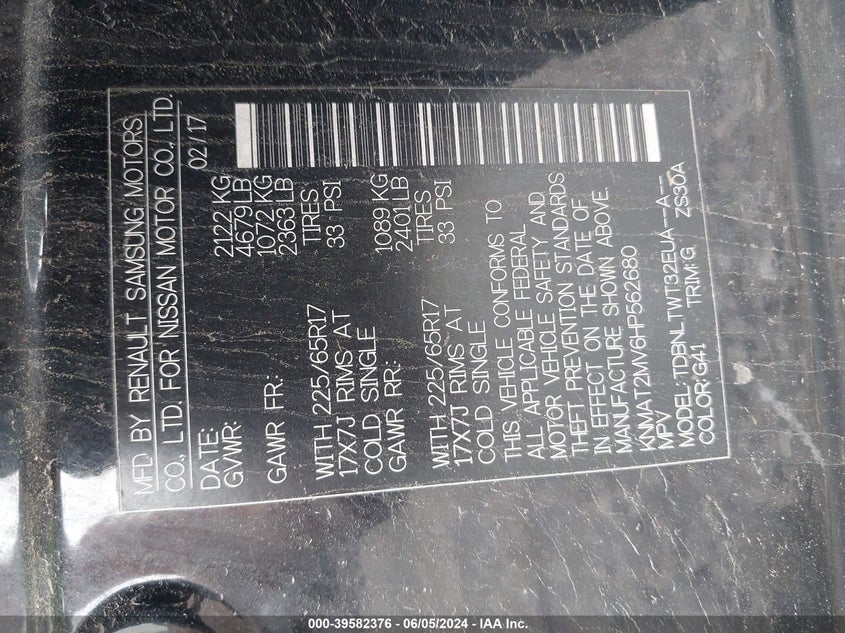 MFD BY RENAULT SAMSUNG MOTORS
CO., LTD. FOR NISSAN MOTOR CO., LTD.
DATE: 02/17
GVWR: 2122 KG
4679 LB
GAWR FR: 1072 KG
2363 LB
WITH 225/65R17 TIRES
17X7J RIMS AT 33 PSI
COLD SINGLE
GAWR RR: 1089 KG
2401 LB
WITH 225/65R17 TIRES
17X7J RIMS AT 33 PSI
COLD SINGLE
THIS VEHICLE CONFORMS TO
ALL APPLICABLE FEDERAL
MOTOR VEHICLE SAFETY AND
THEFT PREVENTION STANDARDS
IN EFFECT ON THE DATE OF
MANUFACTURE SHOWN ABOVE.
KNMAT2MV6HP562680
MPV
MODEL: TDBNLTWT32EUA--A--
COLOR: G41 TRIM: G ZS30A
000-39582376 - 06/05/2024 - IAA Inc.